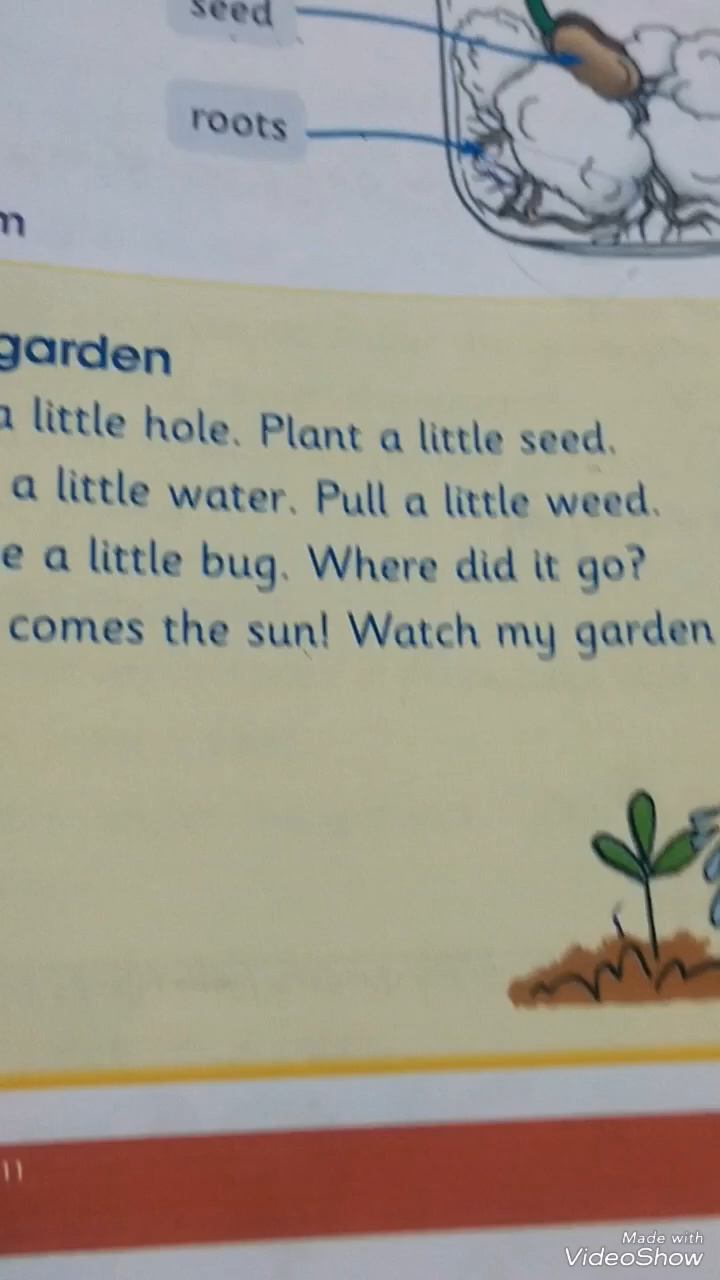 seed
roots
m
garden
a little hole. Plant a little seed.
a little water. Pull a little weed.
e a little bug. Where did it go?
comes the sun! Watch my garden
11
Made with
VideoShow